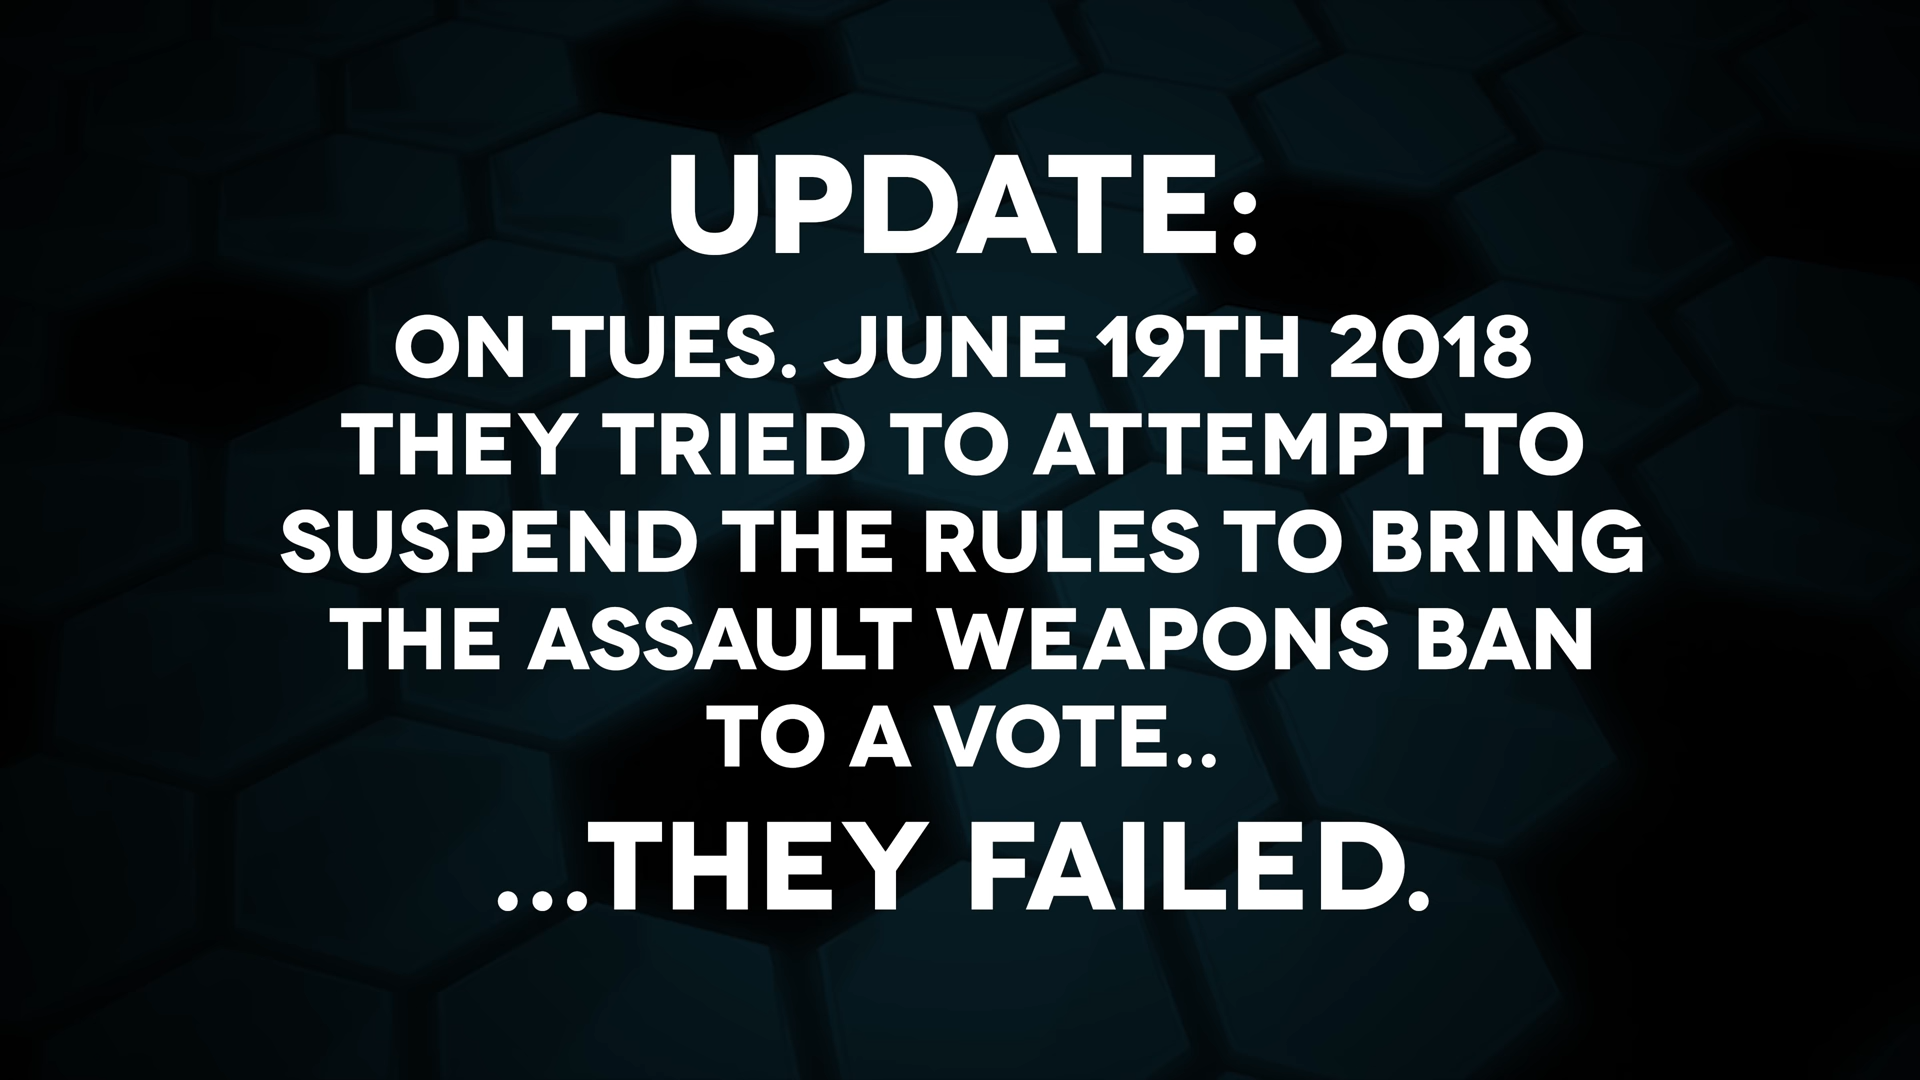 UPDATE:
ON TUES. JUNE 19TH 2018
THEY TRIED TO ATTEMPT TO
SUSPEND THE RULES TO BRING
THE ASSAULT WEAPONS BAN
TO A VOTE..
...THEY FAILED.